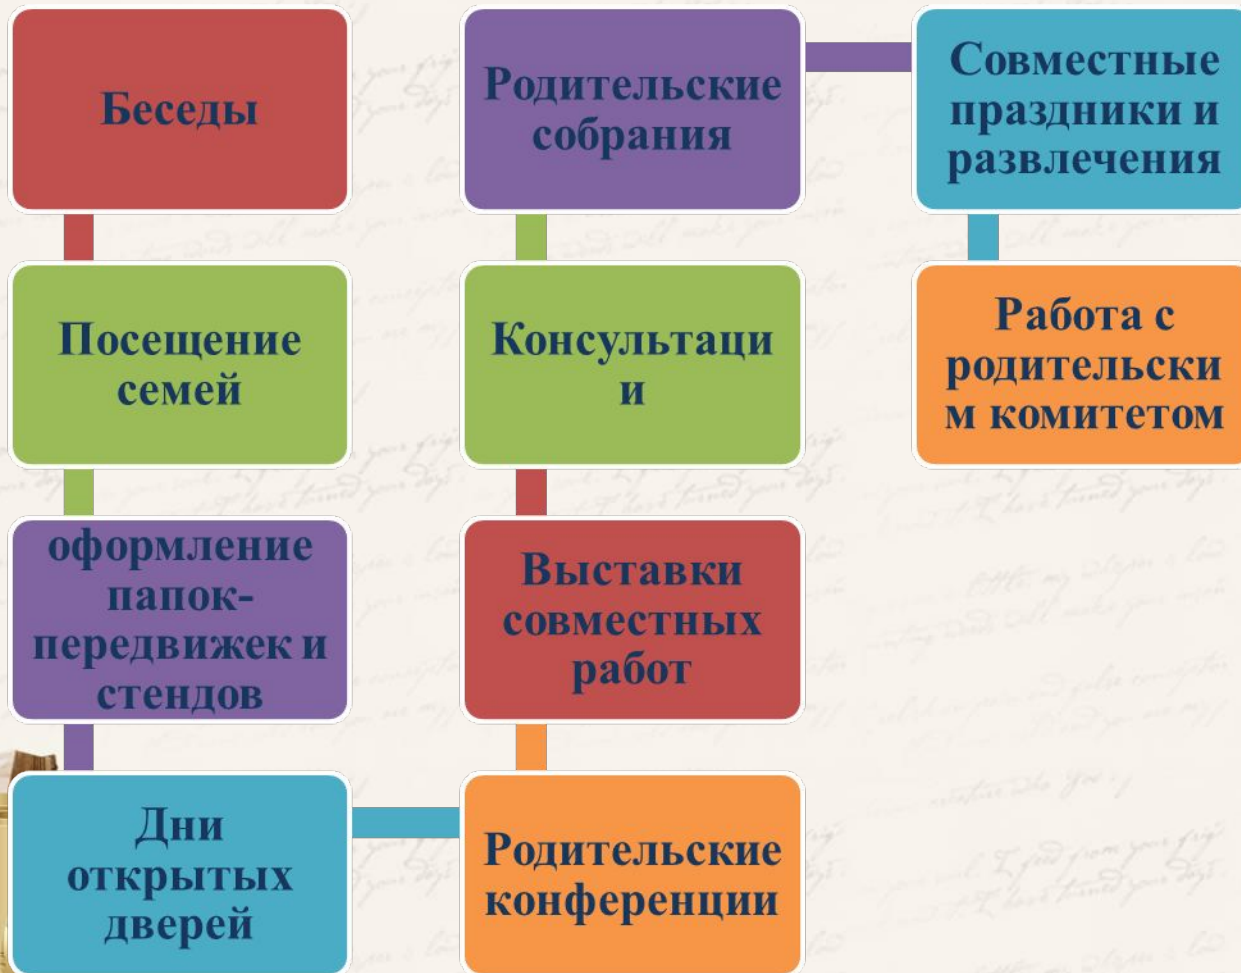 Беседы
Посещение
семей
оформление
папок-
передвижек и
стендов
Дни
открытых
дверей
Родительские
конференции
Выставки
совместных
работ
Консультаци
и
Родительские
собрания
Совместные
праздники и
развлечения
Работа с
родительски
м комитетом